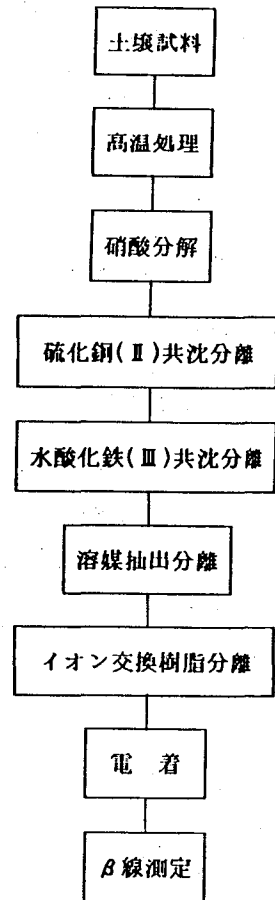 土壌試料
高温処理
硝酸分解
硫化銅(Ⅱ)共沈分離
水酸化鉄(Ⅲ)共沈分離
溶媒抽出分離
イオン交換樹脂分離
電 着
β線測定